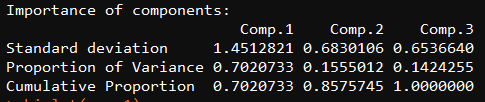 Importance of components:
Comp.1 Comp.2 Comp.3
Standard deviation 1.4512821 0.6830106 0.6536640
Proportion of Variance 0.7020733 0.1555012 0.1424255
Cumulative Proportion 0.7020733 0.8575745 1.0000000